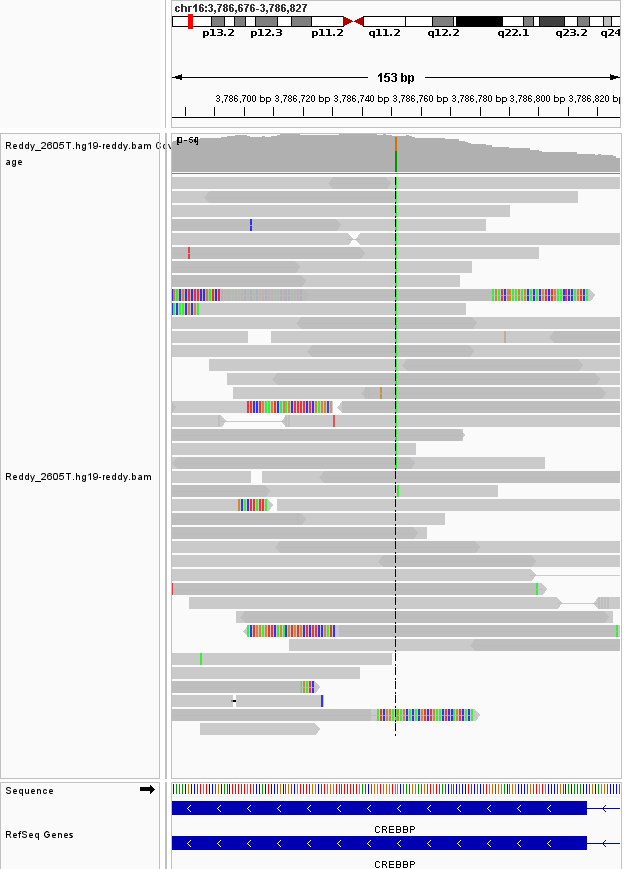 chr16:3,786,676-3,786,827
p13.2 p12.3 p11.2 q11.2 q12.2 q22.1 q23.2 q24
153 bp
3,786,700 bp 3,786,720 bp 3,786,740 bp 3,786,760 bp 3,786,780 bp 3,786,800 bp 3,786,820 bp
Reddy_2605T.hg19-reddy.bam Cov
age
Reddy_2605T.hg19-reddy.bam
Sequence
CREBBP
RefSeq Genes
CREBBP